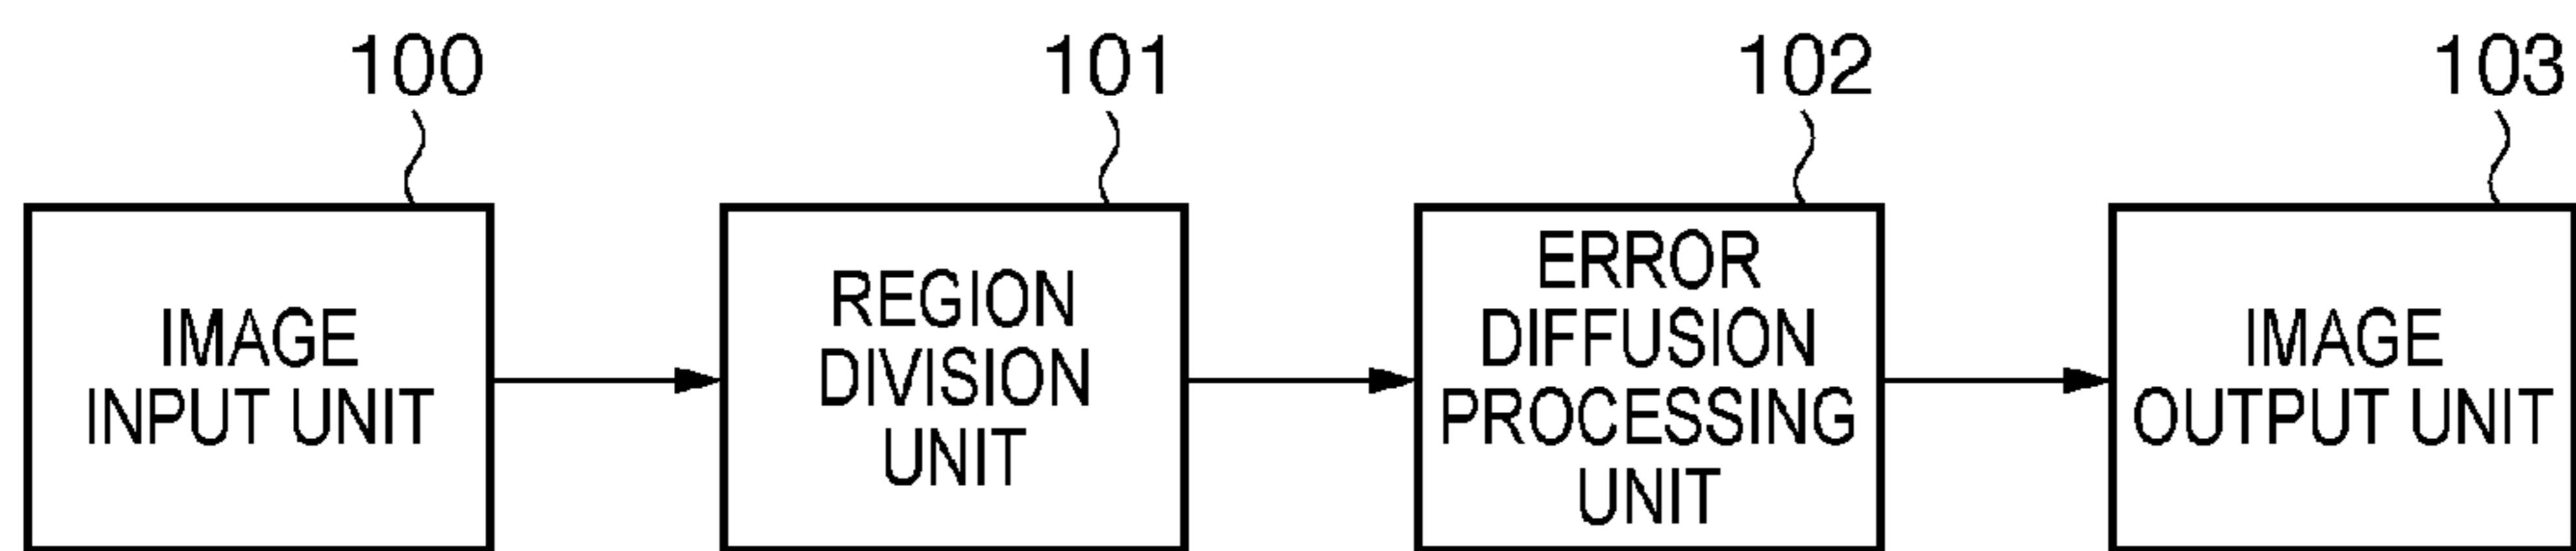 100
101
102
103
IMAGE
INPUT UNIT
REGION
DIVISION
UNIT
ERROR
DIFFUSION
PROCESSING
UNIT
IMAGE
OUTPUT UNIT